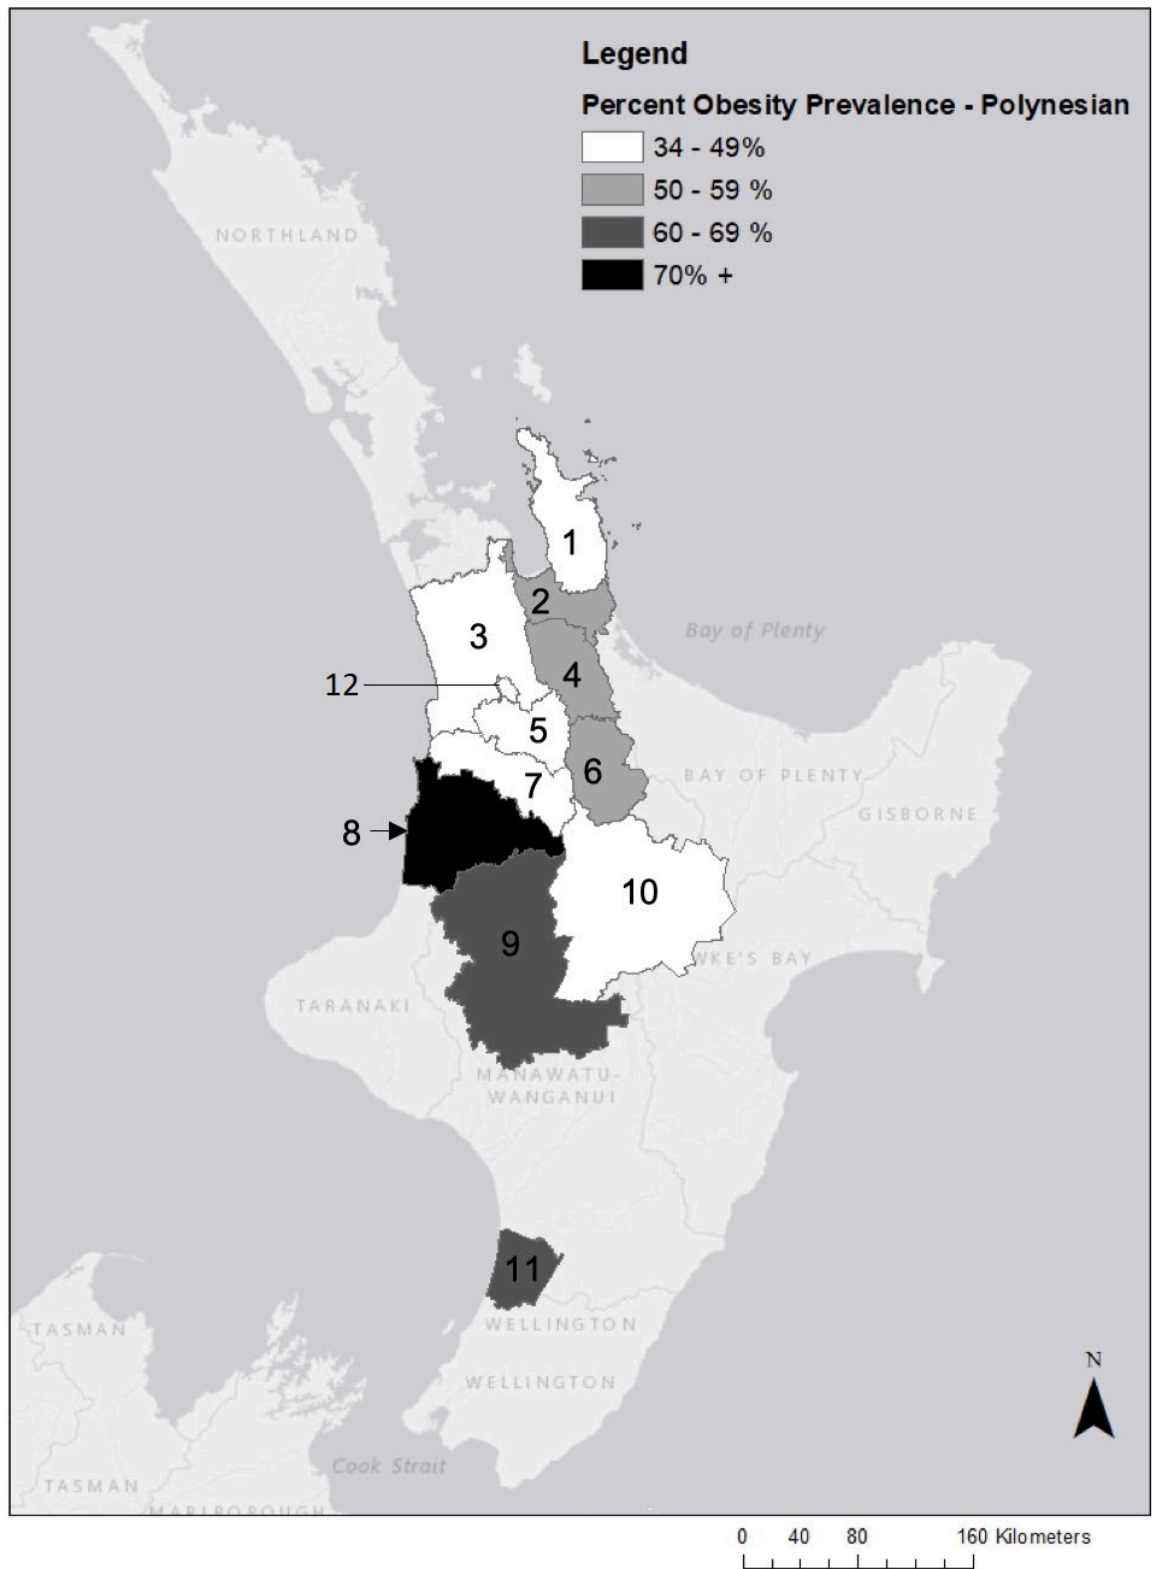 Legend
Percent Obesity Prevalence - Polynesian
34 - 49%
50 - 59 %
60 - 69 %
70% +
NORTHLAND
1
2
3
Bay of Plenty
4
12
5
6
7
BAY OF PLENTY
GISBORNE
8
10
9
WKE'S BAY
TARANAKI
MANAWATU-
WANGANUI
11
WELLINGTON
TASMAN
WELLINGTON
N
Cook Strait
TASMAN
MARLBOROUGH
0 40 80 160 Kilometers